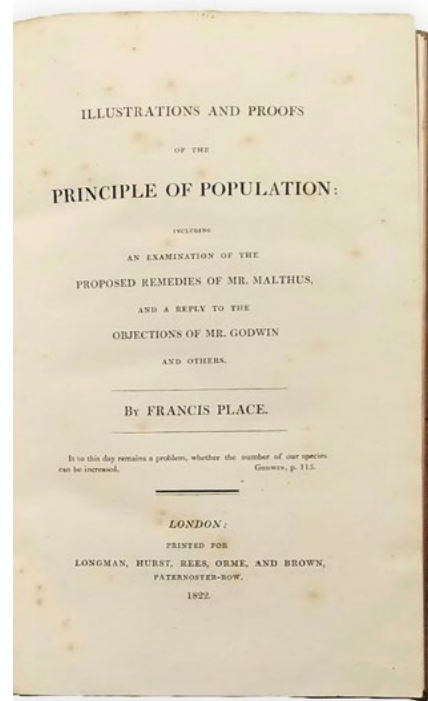 ILLUSTRATIONS AND PROOFS
OF THE
PRINCIPLE OF POPULATION:
INCLUDING
AN EXAMINATION OF THE
PROPOSED REMEDIES OF MR. MALTHUS,
AND A REPLY TO THE
OBJECTIONS OF MR. GODWIN
AND OTHERS.
BY FRANCIS PLACE.
It to this day remains a problem, whether the number of our species
can be increased. GODWIN, p. 115.
LONDON:
PRINTED FOR
LONGMAN, HURST, REES, ORME, AND BROWN,
PATERNOSTER-ROW.
1822.